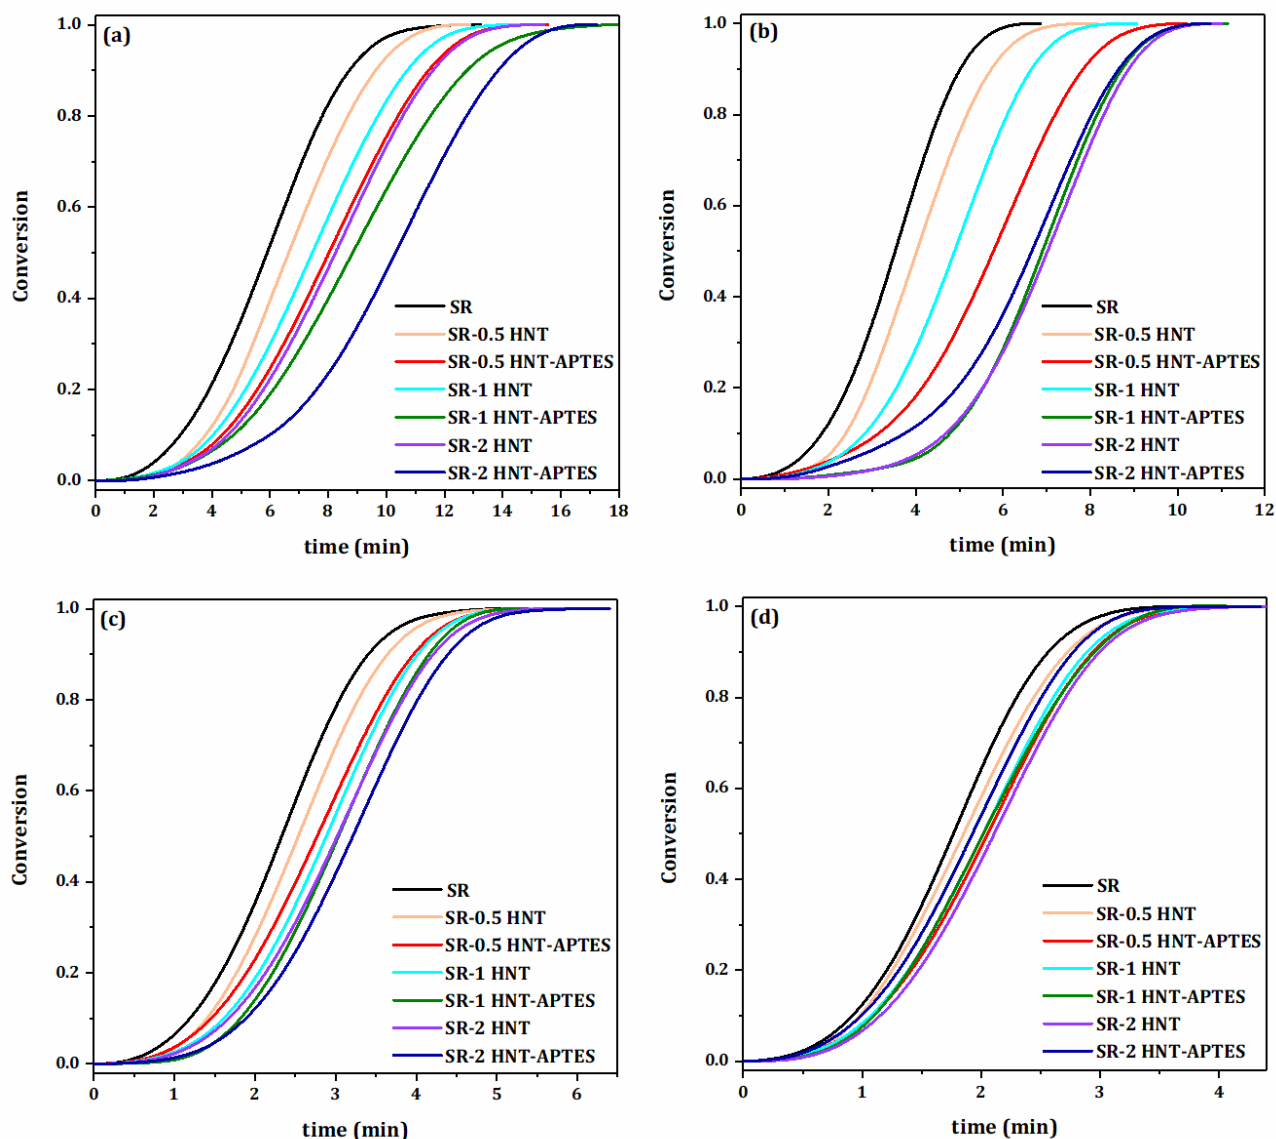 (a)
1.0
0.8
0.6
0.4
0.2
0.0
Conversion
SR
SR-0.5 HNT
SR-0.5 HNT-APTES
SR-1 HNT
SR-1 HNT-APTES
SR-2 HNT
SR-2 HNT-APTES
0 2 4 6 8 10 12 14 16 18
time (min)
(b)
1.0
0.8
0.6
0.4
0.2
0.0
Conversion
SR
SR-0.5 HNT
SR-0.5 HNT-APTES
SR-1 HNT
SR-1 HNT-APTES
SR-2 HNT
SR-2 HNT-APTES
0 2 4 6 8 10 12
time (min)
(c)
1.0
0.8
0.6
0.4
0.2
0.0
Conversion
SR
SR-0.5 HNT
SR-0.5 HNT-APTES
SR-1 HNT
SR-1 HNT-APTES
SR-2 HNT
SR-2 HNT-APTES
0 1 2 3 4 5 6
time (min)
(d)
1.0
0.8
0.6
0.4
0.2
0.0
Conversion
SR
SR-0.5 HNT
SR-0.5 HNT-APTES
SR-1 HNT
SR-1 HNT-APTES
SR-2 HNT
SR-2 HNT-APTES
0 1 2 3 4
time (min)